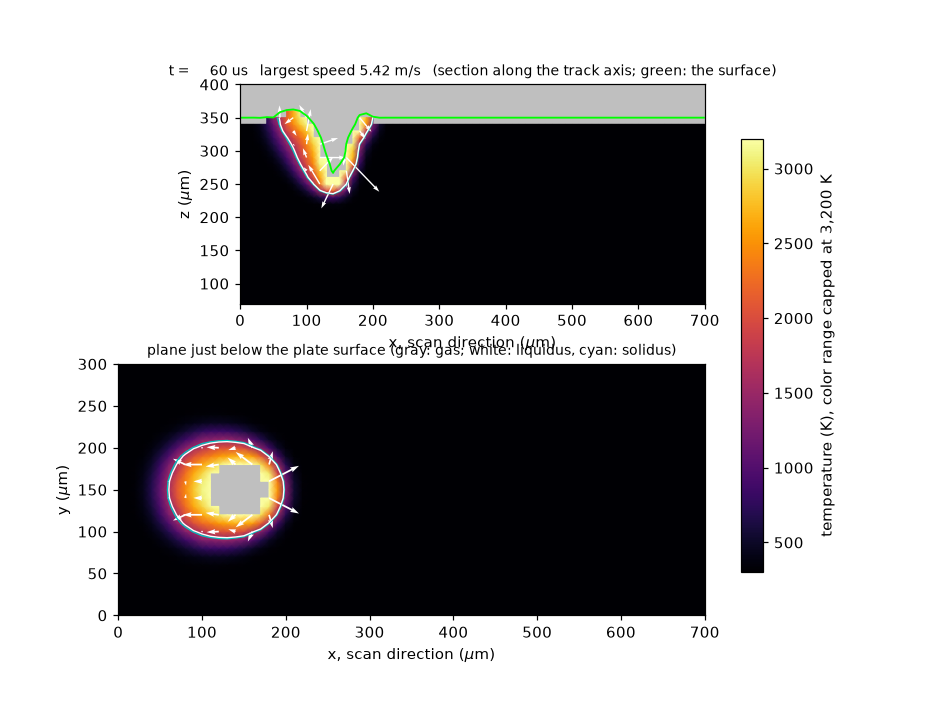 t =     60 us   largest speed 5.42 m/s   (section along the track axis; green: the surface)
400
350
300
250
200
150
100
z (μm)
0 100 200 300 400 500 600 700
x, scan direction (μm)
plane just below the plate surface (gray: gas; white: liquidus, cyan: solidus)
300
250
200
150
100
50
0
y (μm)
0 100 200 300 400 500 600 700
x, scan direction (μm)
3000
2500
2000
1500
1000
500
temperature (K), color range capped at 3,200 K